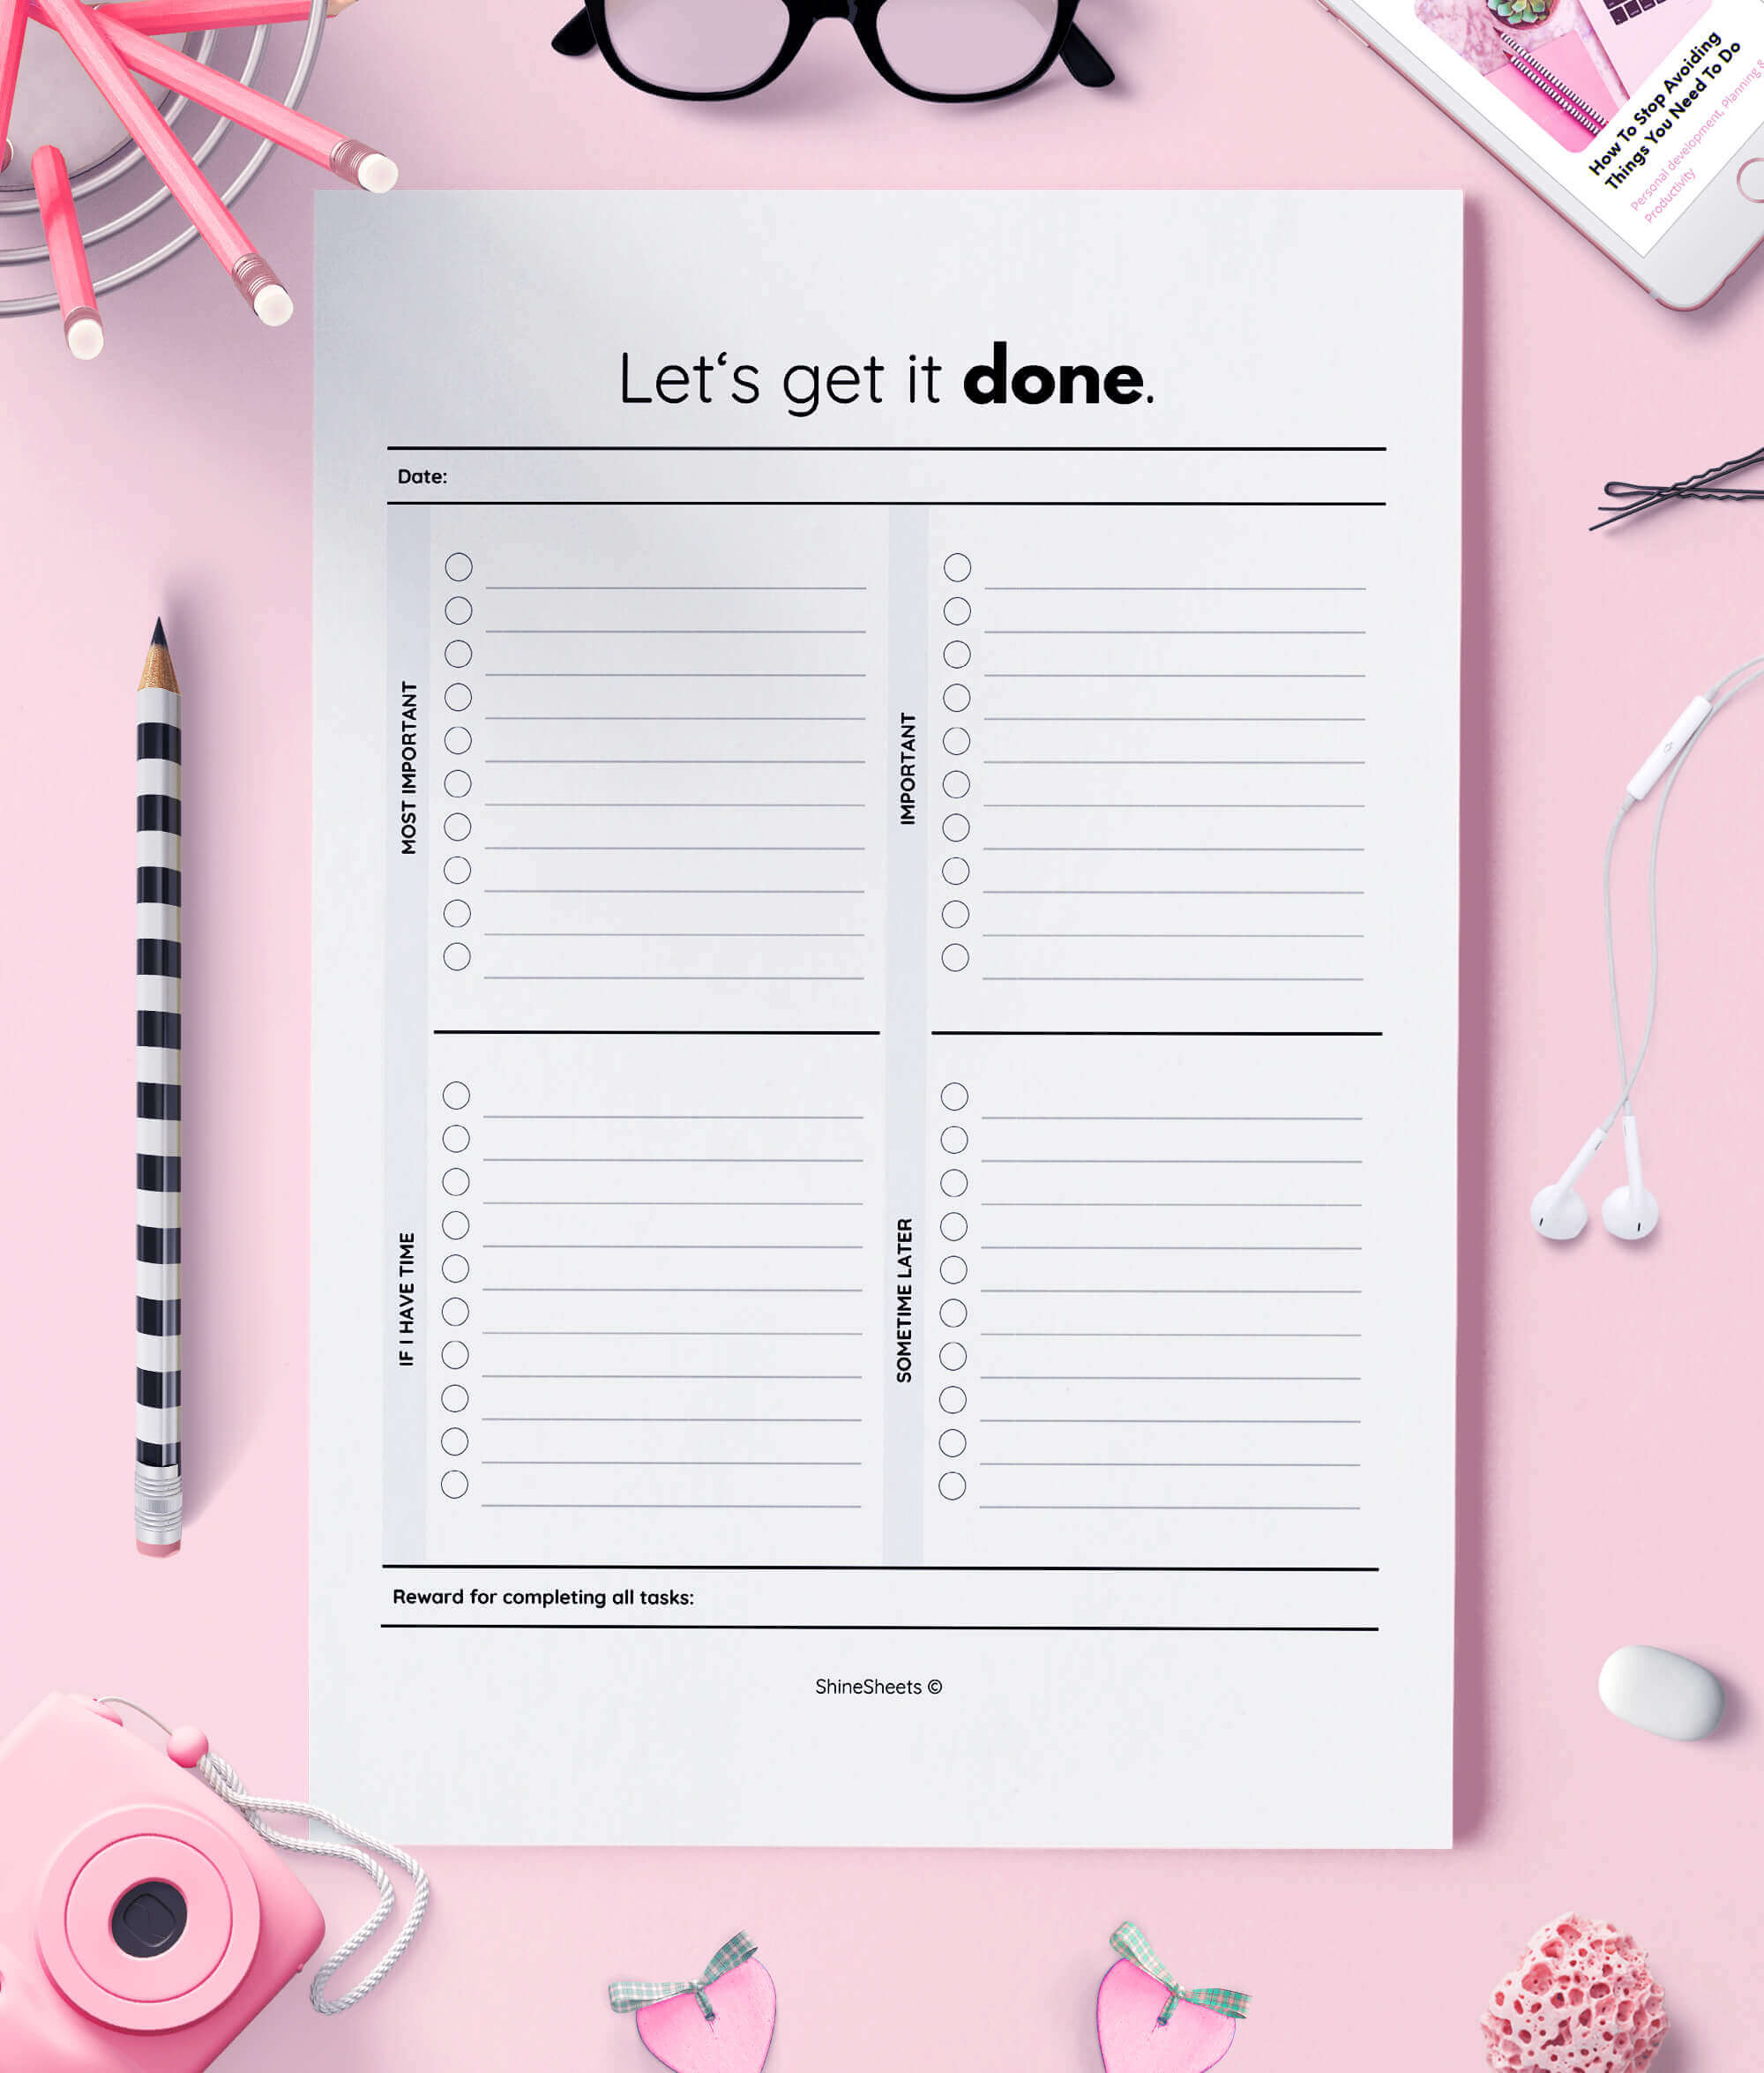 How To Stop Avoiding
Things You Need To Do
Personal development, Planning &
Productivity
Let‘s get it done.
Date:
MOST IMPORTANT
IMPORTANT
IF I HAVE TIME
SOMETIME LATER
Reward for completing all tasks:
ShineSheets ©